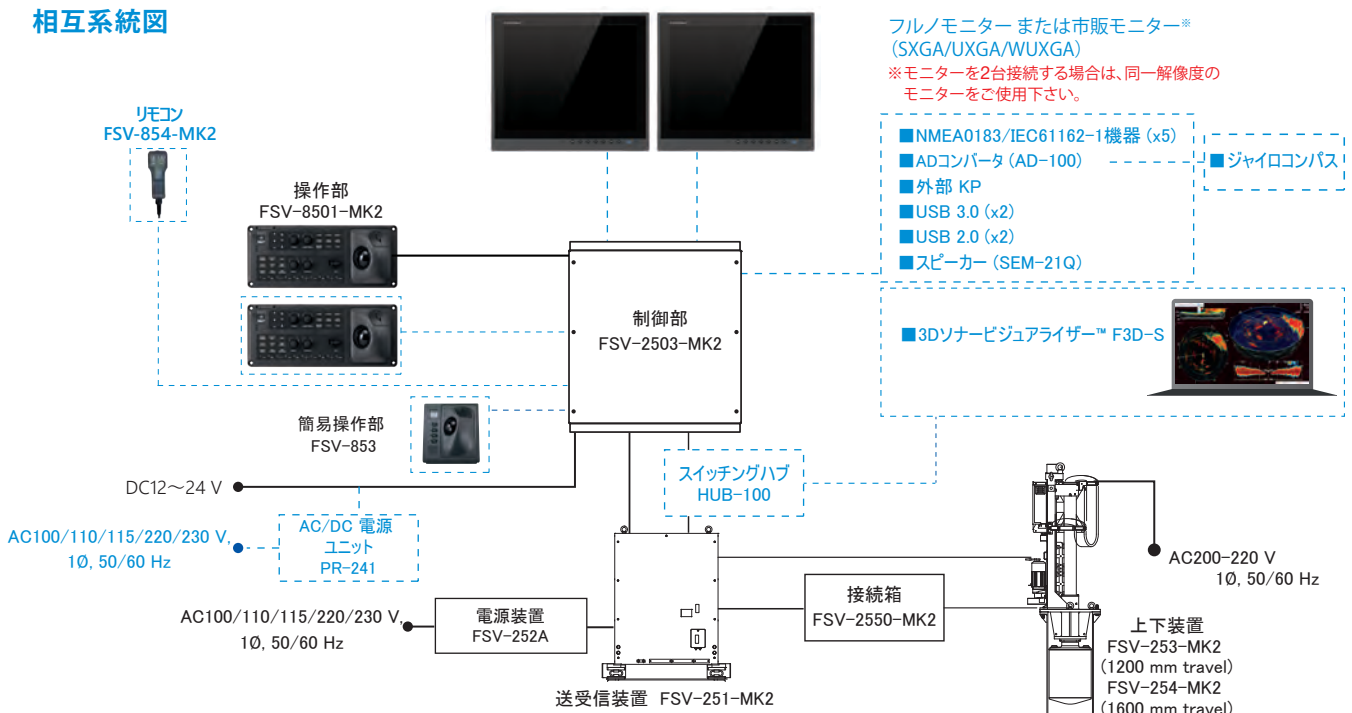 相互系統図
フルノモニター または市販モニター※
(SXGA/UXGA/WUXGA)
※モニターを2台接続する場合は、同一解像度の
モニターをご使用下さい。
リモコン
FSV-854-MK2
操作部
FSV-8501-MK2
■NMEA0183/IEC61162-1機器 (x5)
■ADコンバータ (AD-100)
■ジャイロコンパス
■外部 KP
■USB 3.0 (x2)
■USB 2.0 (x2)
■スピーカー (SEM-21Q)
制御部
FSV-2503-MK2
■3Dソナービジュアライザー™ F3D-S
簡易操作部
FSV-853
スイッチングハブ
HUB-100
DC12～24 V
AC100/110/115/220/230 V,
1Ø, 50/60 Hz
AC/DC 電源
ユニット
PR-241
AC200-220 V
1Ø, 50/60 Hz
AC100/110/115/220/230 V,
1Ø, 50/60 Hz
電源装置
FSV-252A
接続箱
FSV-2550-MK2
送受信装置 FSV-251-MK2
上下装置
FSV-253-MK2
(1200 mm travel)
FSV-254-MK2
(1600 mm travel)